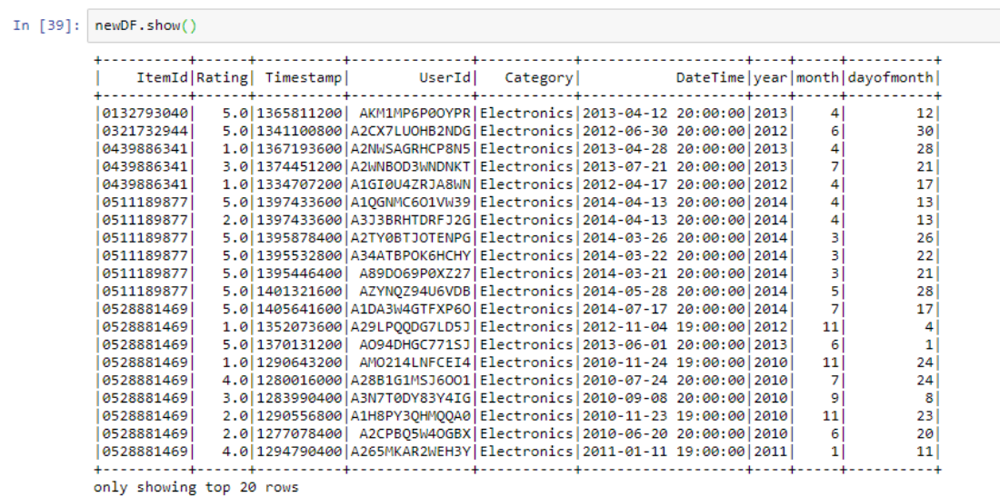 In [39]: newDF.show()
+----------+------+----------+--------------+-----------+-------------------+----+-----+----------+
|    ItemId|Rating| Timestamp|        UserId|   Category|           DateTime|year|month|dayofmonth|
+----------+------+----------+--------------+-----------+-------------------+----+-----+----------+
|0132793040|   5.0|1365811200| AKM1MP6P0OYPR|Electronics|2013-04-12 20:00:00|2013|    4|        12|
|0321732944|   5.0|1341100800|A2CX7LUOHB2NDG|Electronics|2012-06-30 20:00:00|2012|    6|        30|
|0439886341|   1.0|1367193600|A2NWSAGRHCP8N5|Electronics|2013-04-28 20:00:00|2013|    4|        28|
|0439886341|   3.0|1374451200|A2WNBOD3WNDNKT|Electronics|2013-07-21 20:00:00|2013|    7|        21|
|0439886341|   1.0|1334707200|A1GI0U4ZRJA8WN|Electronics|2012-04-17 20:00:00|2012|    4|        17|
|0511189877|   5.0|1397433600|A1QGNMC6O1VW39|Electronics|2014-04-13 20:00:00|2014|    4|        13|
|0511189877|   2.0|1397433600|A3J3BRHTDRFJ2G|Electronics|2014-04-13 20:00:00|2014|    4|        13|
|0511189877|   5.0|1395878400|A2TY0BTJOTENPG|Electronics|2014-03-26 20:00:00|2014|    3|        26|
|0511189877|   5.0|1395532800|A34ATBPOK6HCHY|Electronics|2014-03-22 20:00:00|2014|    3|        22|
|0511189877|   5.0|1395446400| A89DO69P0XZ27|Electronics|2014-03-21 20:00:00|2014|    3|        21|
|0511189877|   5.0|1401321600| AZYNQZ94U6VDB|Electronics|2014-05-28 20:00:00|2014|    5|        28|
|0528881469|   5.0|1405641600|A1DA3W4GTFXP6O|Electronics|2014-07-17 20:00:00|2014|    7|        17|
|0528881469|   1.0|1352073600|A29LPQQDG7LD5J|Electronics|2012-11-04 19:00:00|2012|   11|         4|
|0528881469|   5.0|1370131200| AO94DHGC771SJ|Electronics|2013-06-01 20:00:00|2013|    6|         1|
|0528881469|   1.0|1290643200| AMO214LNFCEI4|Electronics|2010-11-24 19:00:00|2010|   11|        24|
|0528881469|   4.0|1280016000|A28B1G1MSJ6OO1|Electronics|2010-07-24 20:00:00|2010|    7|        24|
|0528881469|   3.0|1283990400|A3N7T0DY83Y4IG|Electronics|2010-09-08 20:00:00|2010|    9|         8|
|0528881469|   2.0|1290556800|A1H8PY3QHMQQA0|Electronics|2010-11-23 19:00:00|2010|   11|        23|
|0528881469|   2.0|1277078400| A2CPBQ5W4OGBX|Electronics|2010-06-20 20:00:00|2010|    6|        20|
|0528881469|   4.0|1294790400|A265MKAR2WEH3Y|Electronics|2011-01-11 19:00:00|2011|    1|        11|
+----------+------+----------+--------------+-----------+-------------------+----+-----+----------+
only showing top 20 rows